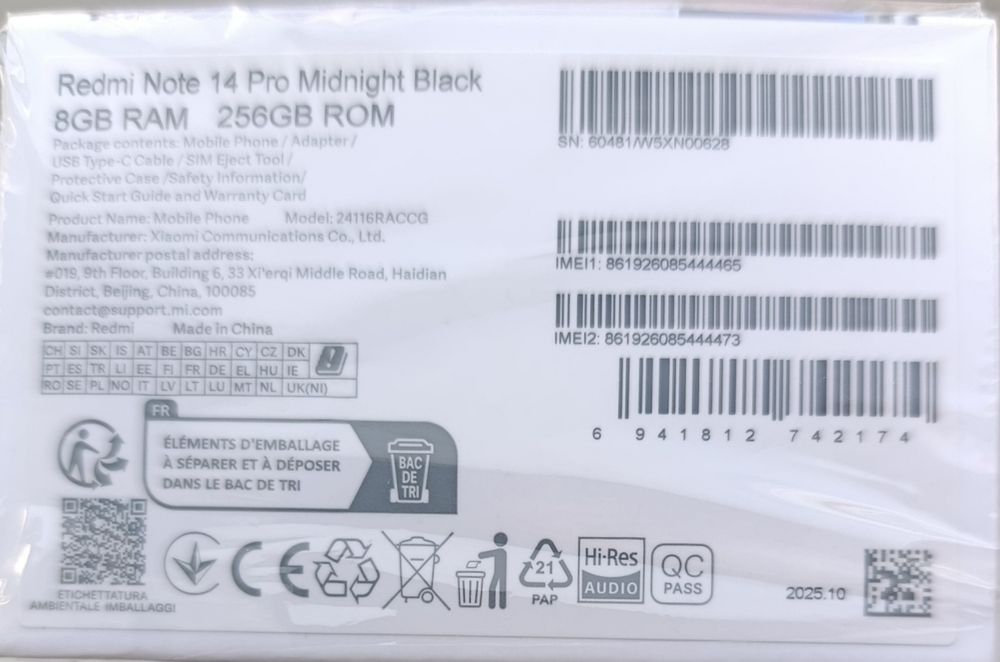 Redmi Note 14 Pro Midnight Black
8GB RAM 256GB ROM
Package contents: Mobile Phone / Adapter /
USB Type-C Cable / SIM Eject Tool /
Protective Case /Safety Information/
Quick Start Guide and Warranty Card
Product Name: Mobile Phone Model: 24116RACCG
Manufacturer: Xiaomi Communications Co., Ltd.
Manufacturer postal address:
#019, 9th Floor, Building 6, 33 Xi'erqi Middle Road, Haidian
District, Beijing, China, 100085
contact@support.mi.com
Brand: Redmi Made in China
CH SI SK IS AT BE BG HR CY CZ DK
PT ES TR LI EE FI FR DE EL HU IE
RO SE PL NO IT LV LT LU MT NL UK(NI)
SN: 60481/W5XN00628
IMEI1: 861926085444465
IMEI2: 861926085444473
6 941812 742174
FR
ÉLÉMENTS D'EMBALLAGE
À SÉPARER ET À DÉPOSER
DANS LE BAC DE TRI
BAC
DE
TRI
ETICHETTATURA
AMBIENTALE IMBALLAGGI
CE
21
PAP
Hi-Res
AUDIO
QC
PASS
2025.10